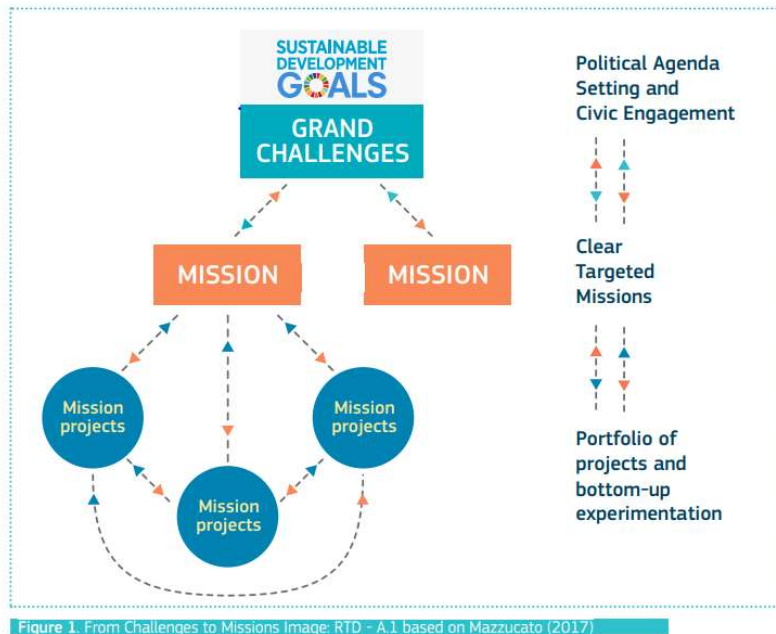 SUSTAINABLE
DEVELOPMENT
GOALS
GRAND
CHALLENGES
MISSION
MISSION
Mission
projects
Mission
projects
Mission
projects
Political Agenda
Setting and
Civic Engagement
Clear
Targeted
Missions
Portfolio of
projects and
bottom-up
experimentation
Figure 1. From Challenges to Missions Image: RTD - A.1 based on Mazzucato (2017)